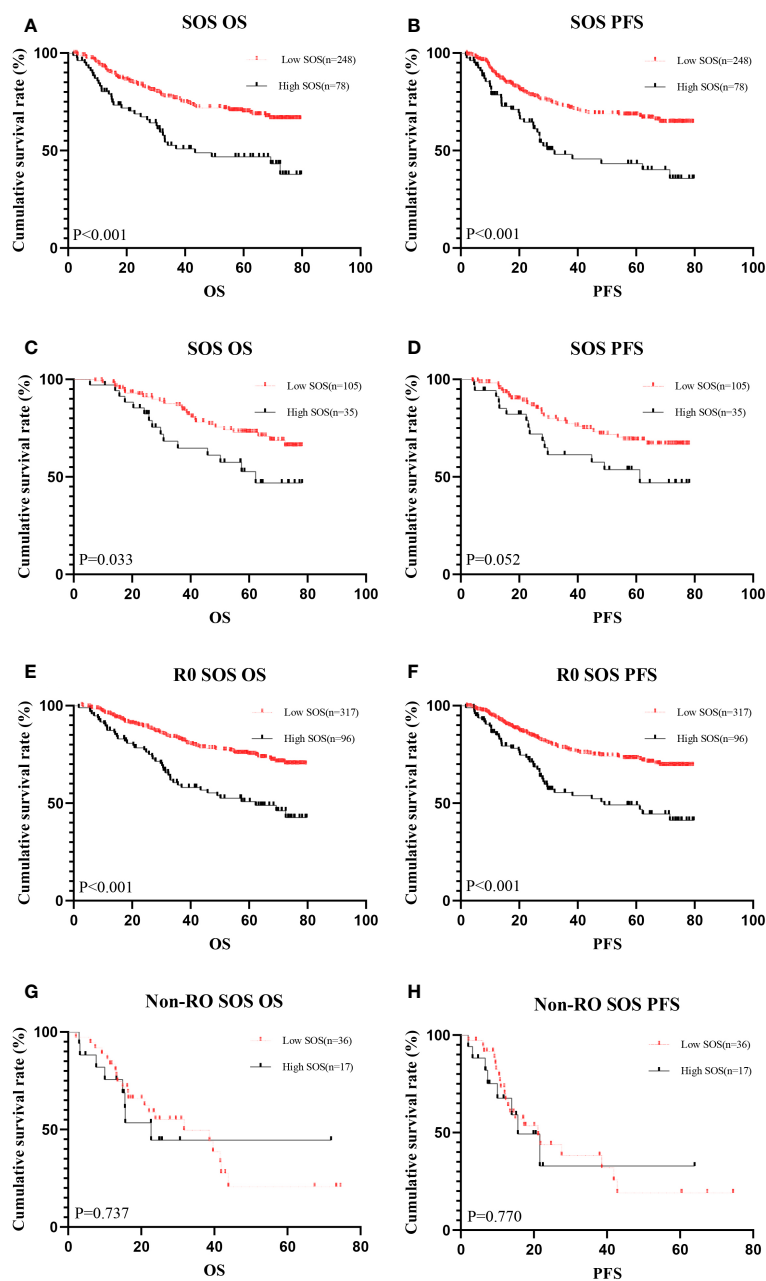 A
SOS OS
Cumulative survival rate (%)
100
50
0
Low SOS(n=248)
High SOS(n=78)
P<0.001
0 20 40 60 80 100
OS
B
SOS PFS
Cumulative survival rate (%)
100
50
0
Low SOS(n=248)
High SOS(n=78)
P<0.001
0 20 40 60 80 100
PFS
C
SOS OS
Cumulative survival rate (%)
100
50
0
Low SOS(n=105)
High SOS(n=35)
P=0.033
0 20 40 60 80 100
OS
D
SOS PFS
Cumulative survival rate (%)
100
50
0
Low SOS(n=105)
High SOS(n=35)
P=0.052
0 20 40 60 80 100
PFS
E
R0 SOS OS
Cumulative survival rate (%)
100
50
0
Low SOS(n=317)
High SOS(n=96)
P<0.001
0 20 40 60 80 100
OS
F
R0 SOS PFS
Cumulative survival rate (%)
100
50
0
Low SOS(n=317)
High SOS(n=96)
P<0.001
0 20 40 60 80 100
PFS
G
Non-RO SOS OS
Cumulative survival rate (%)
100
50
0
Low SOS(n=36)
High SOS(n=17)
P=0.737
0 20 40 60 80
OS
H
Non-RO SOS PFS
Cumulative survival rate (%)
100
50
0
Low SOS(n=36)
High SOS(n=17)
P=0.770
0 20 40 60 80
PFS